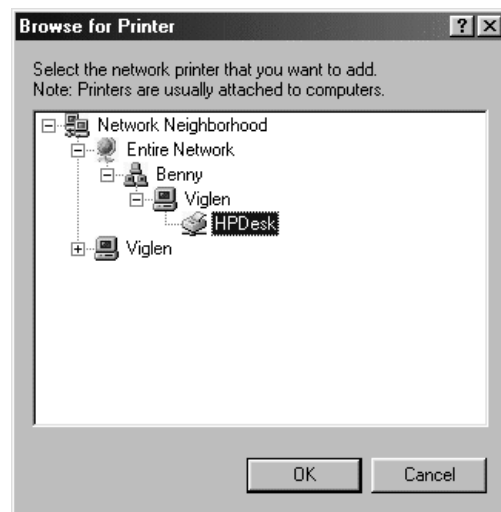 Browse for Printer
Select the network printer that you want to add.
Note: Printers are usually attached to computers.
Network Neighborhood
Entire Network
Benny
Viglen
HPDesk
Viglen
OK
Cancel